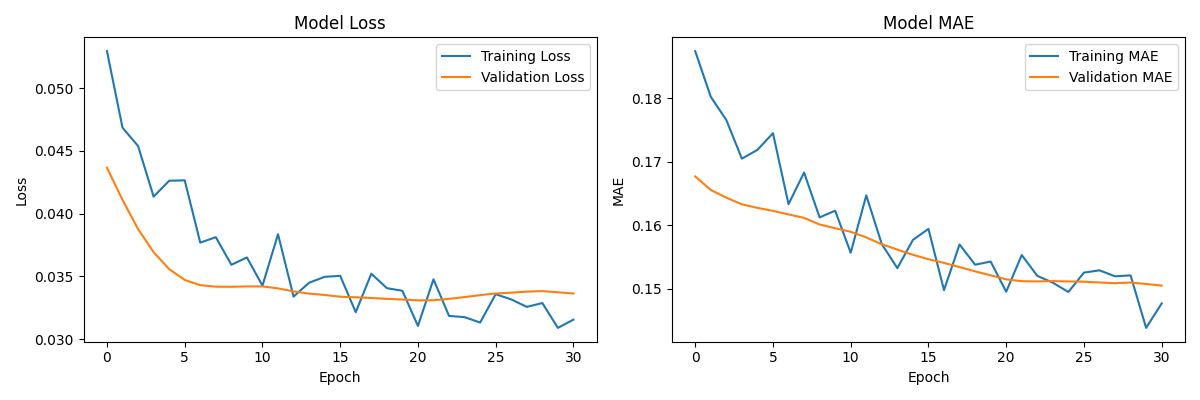 Model Loss
Training Loss
Validation Loss
0.050
0.045
0.040
0.035
0.030
Loss
0
5
10
15
20
25
30
Epoch
Model MAE
Training MAE
Validation MAE
0.18
0.17
0.16
0.15
MAE
0
5
10
15
20
25
30
Epoch